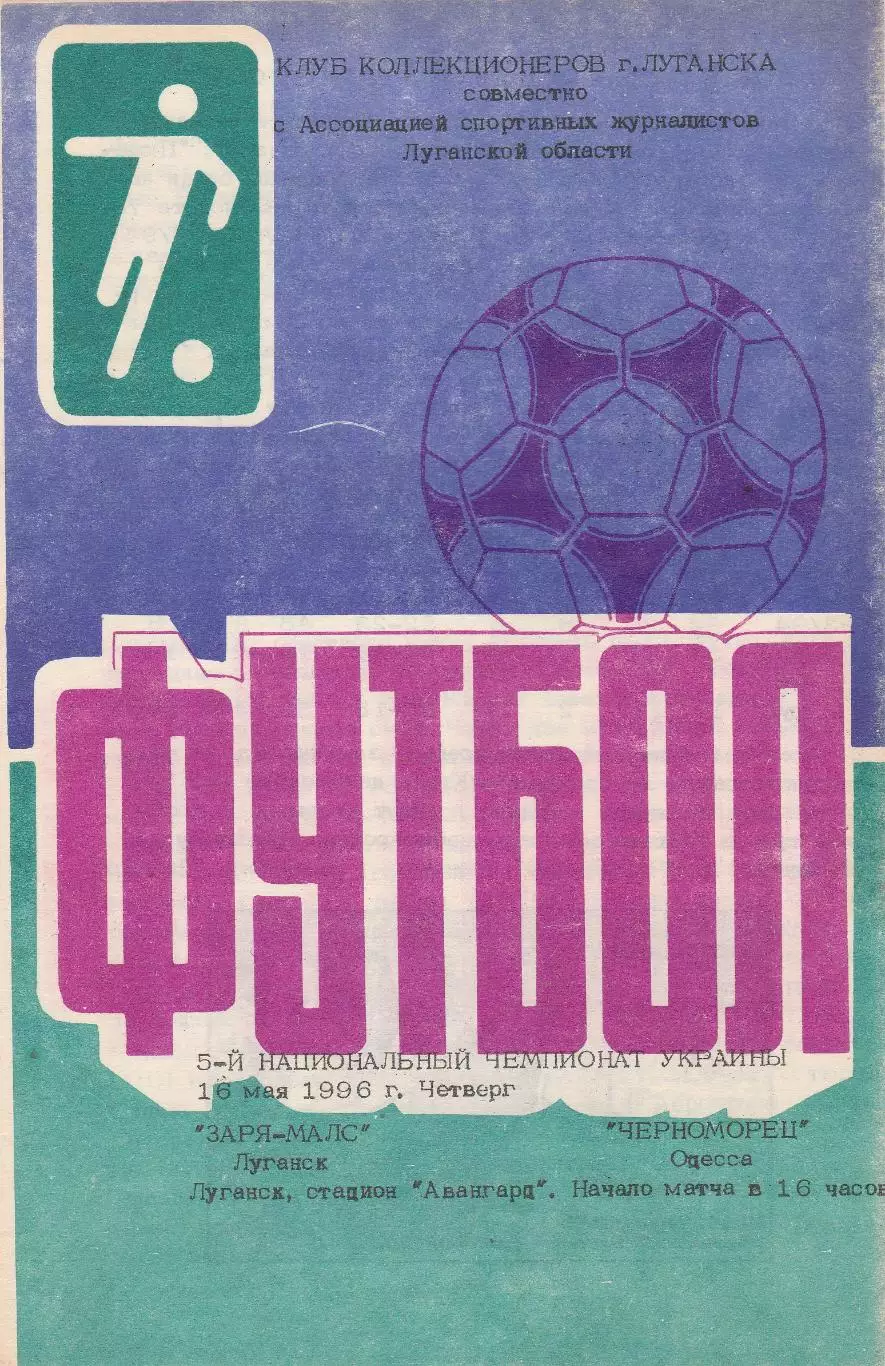 КЛУБ КОЛЛЕКЦИОНЕРОВ г.ЛУГАНСКА
совместно
с Ассоциацией спортивных журналистов
Луганской области
ФУТБОЛ
5-Й НАЦИОНАЛЬНЫЙ ЧЕМПИОНАТ УКРАИНЫ
16 мая 1996 г. Четверг
"ЗАРЯ-МАЛС" "ЧЕРНОМОРЕЦ"
Луганск Одесса
Луганск, стадион "Авангард". Начало матча в 16 часов